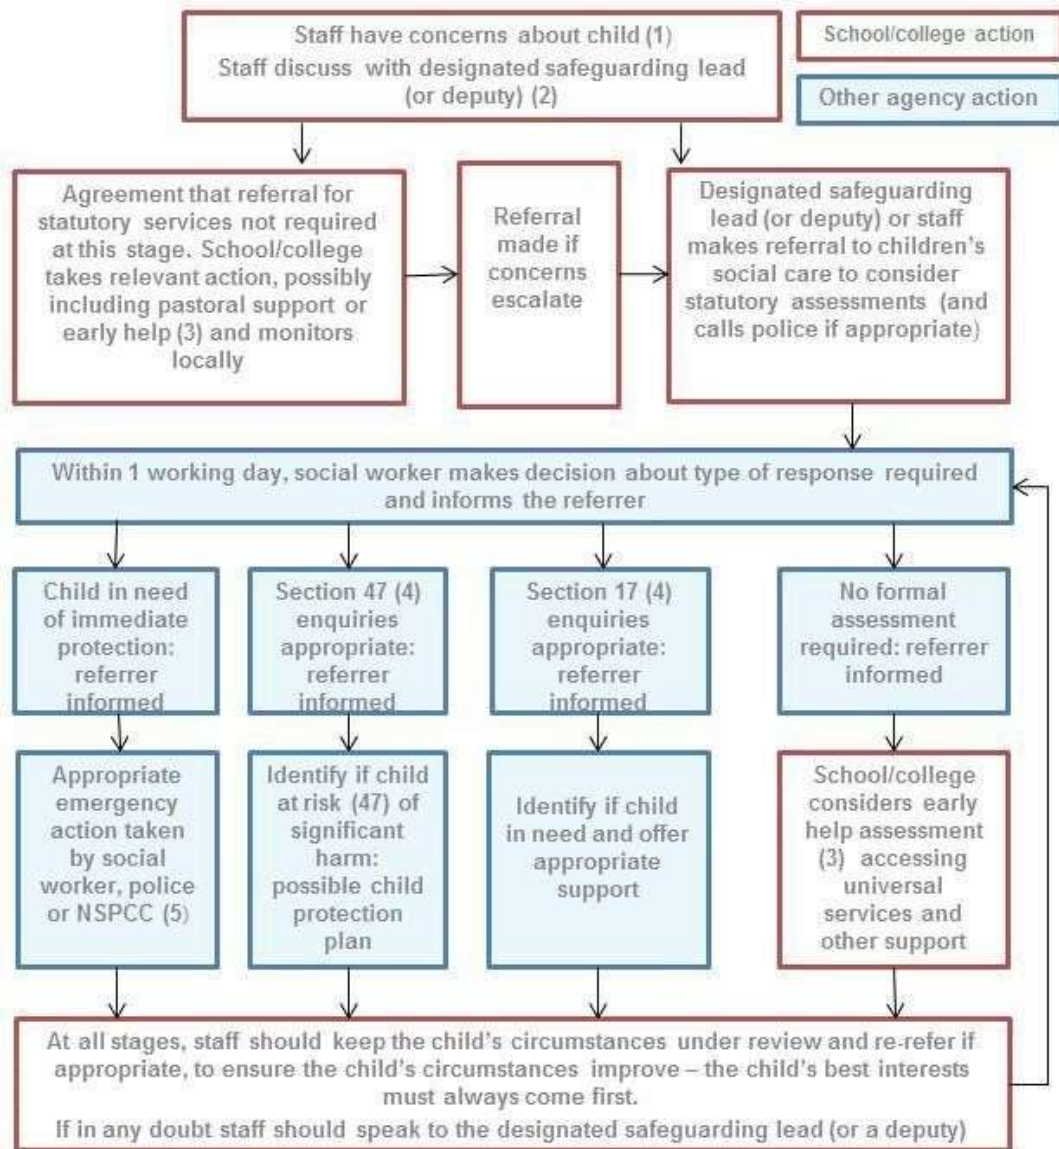 Staff have concerns about child (1)
Staff discuss with designated safeguarding lead
(or deputy) (2)
School/college action
Other agency action
Agreement that referral for
statutory services not required
at this stage. School/college
takes relevant action, possibly
including pastoral support or
early help (3) and monitors
locally
Referral
made if
concerns
escalate
Designated safeguarding
lead (or deputy) or staff
makes referral to children's
social care to consider
statutory assessments (and
calls police if appropriate)
Within 1 working day, social worker makes decision about type of response required
and informs the referrer
Child in need
of immediate
protection:
referrer
informed
Section 47 (4)
enquiries
appropriate:
referrer
informed
Section 17 (4)
enquiries
appropriate:
referrer
informed
No formal
assessment
required: referrer
informed
Appropriate
emergency
action taken
by social
worker, police
or NSPCC (5)
Identify if child
at risk (47) of
significant
harm:
possible child
protection
plan
Identify if child
in need and offer
appropriate
support
School/college
considers early
help assessment
(3) accessing
universal
services and
other support
At all stages, staff should keep the child's circumstances under review and re-refer if
appropriate, to ensure the child's circumstances improve – the child's best interests
must always come first.
If in any doubt staff should speak to the designated safeguarding lead (or a deputy)